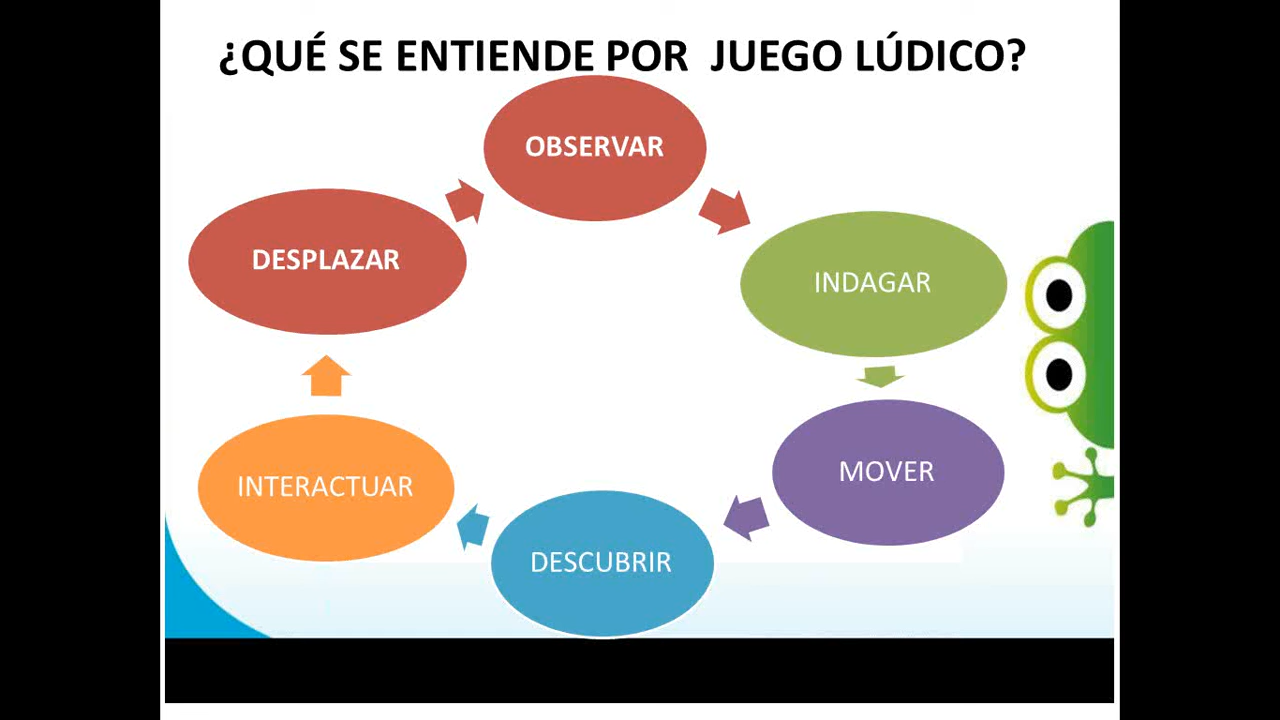 ¿QUÉ SE ENTIENDE POR  JUEGO LÚDICO?
OBSERVAR
INDAGAR
MOVER
DESCUBRIR
INTERACTUAR
DESPLAZAR